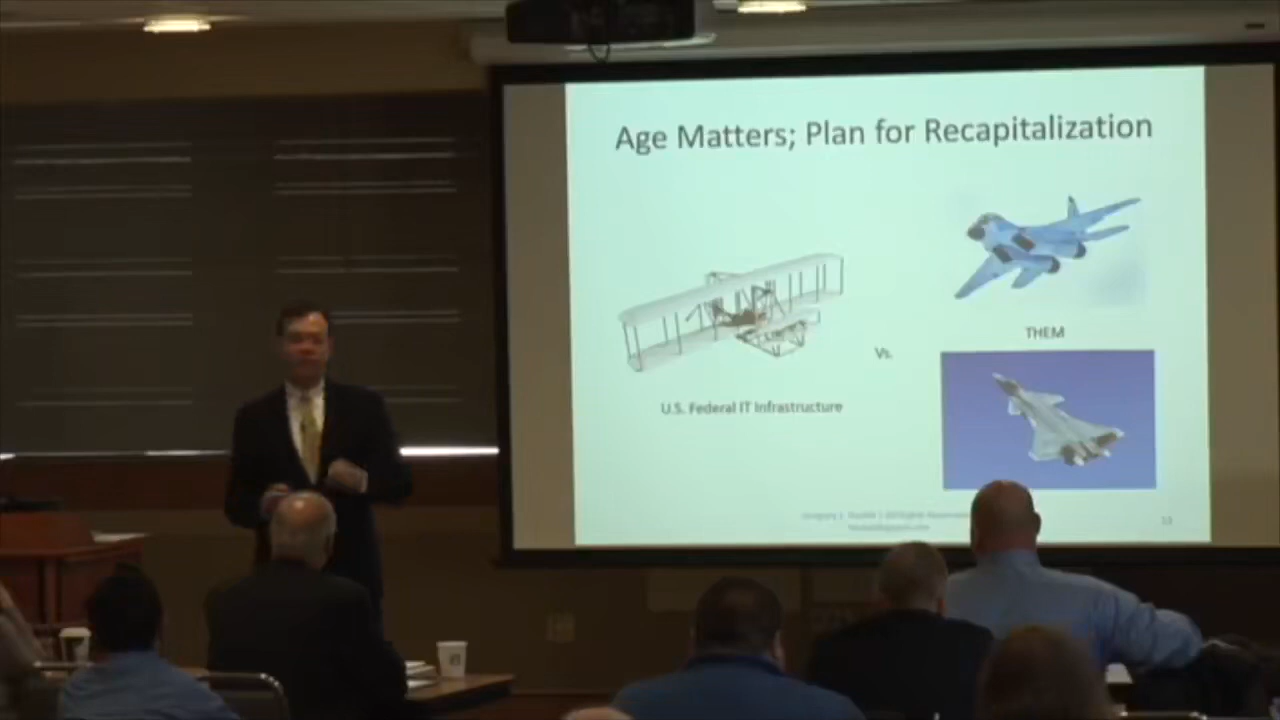 Age Matters; Plan for Recapitalization
THEM
Vs.
U.S. Federal IT Infrastructure